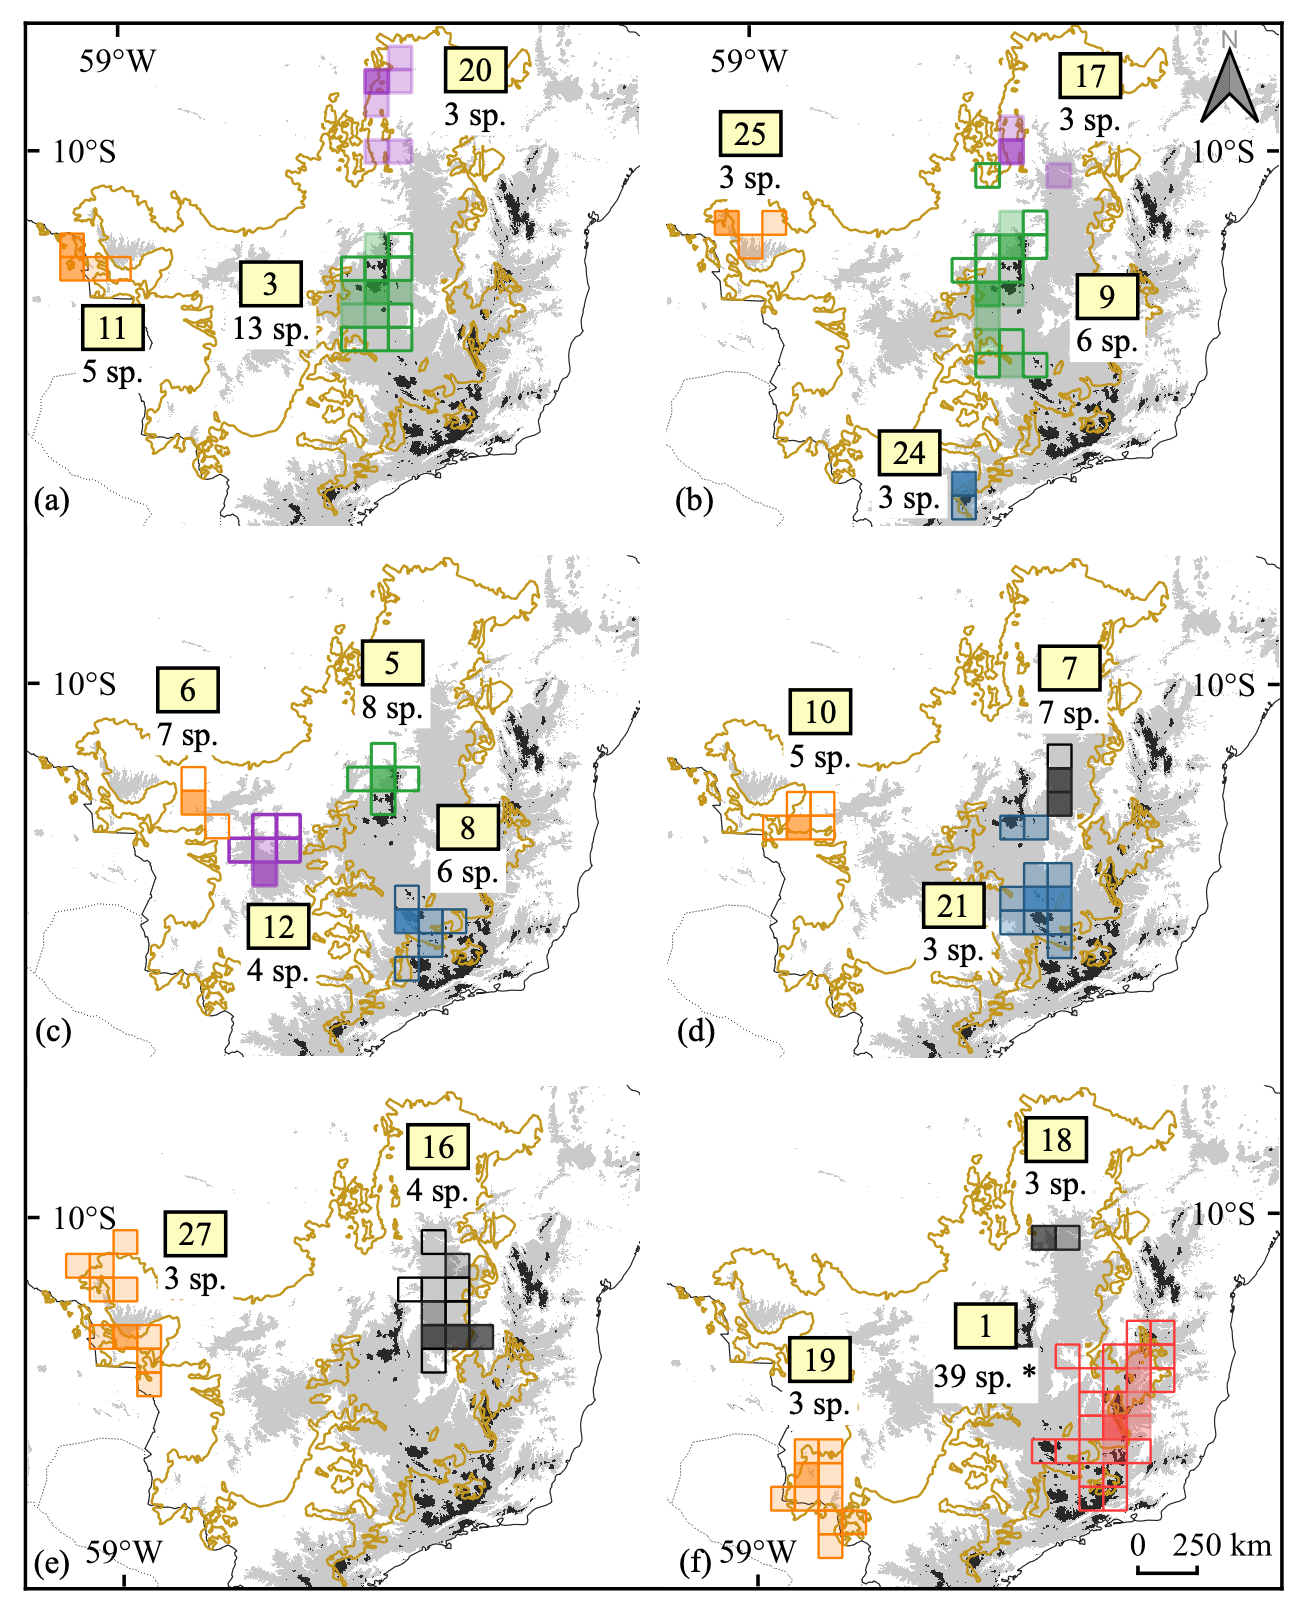 59°W
20
3 sp.
10°S
3
13 sp.
11
5 sp.
(a)
59°W
N
17
3 sp.
25
3 sp.
10°S
9
6 sp.
24
3 sp.
(b)
5
8 sp.
10°S
6
7 sp.
8
6 sp.
12
4 sp.
(c)
7
7 sp.
10°S
10
5 sp.
21
3 sp.
(d)
16
4 sp.
10°S
27
3 sp.
59°W
(e)
18
3 sp.
10°S
1
39 sp. *
19
3 sp.
59°W
0 250 km
(f)